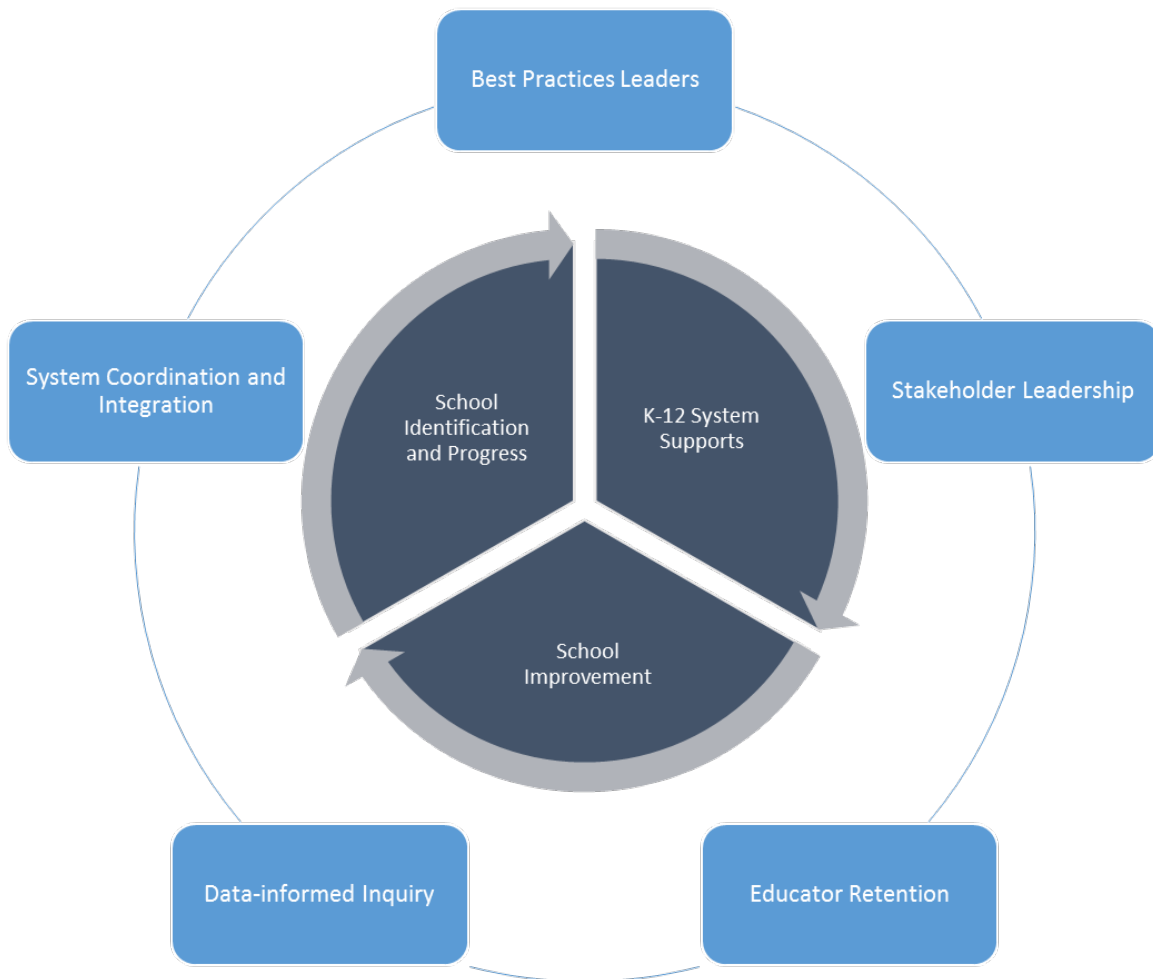 Best Practices Leaders
System Coordination and
Integration
Stakeholder Leadership
School
Identification
and Progress
K-12 System
Supports
School
Improvement
Data-informed Inquiry
Educator Retention